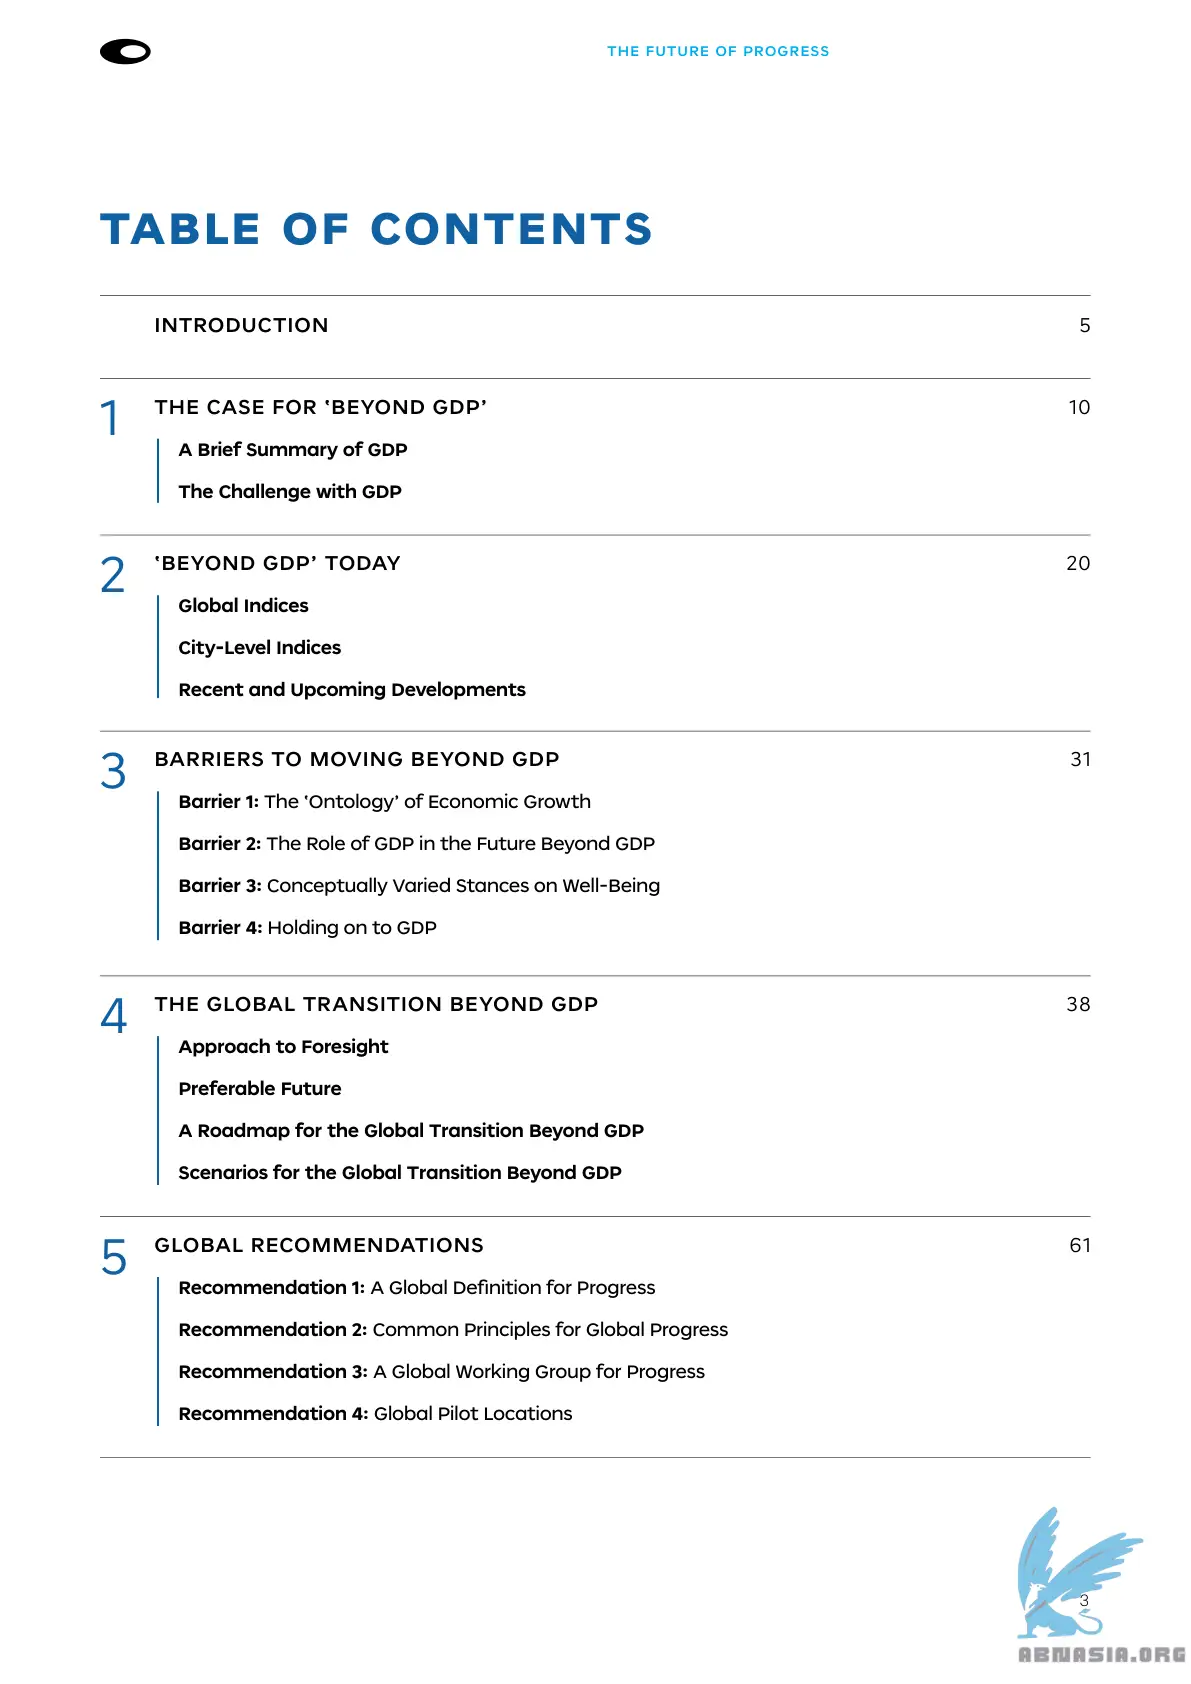 THE FUTURE OF PROGRESS
TABLE OF CONTENTS
INTRODUCTION 5
1 THE CASE FOR ‘BEYOND GDP’ 10
A Brief Summary of GDP
The Challenge with GDP
2 ‘BEYOND GDP’ TODAY 20
Global Indices
City-Level Indices
Recent and Upcoming Developments
3 BARRIERS TO MOVING BEYOND GDP 31
Barrier 1: The ‘Ontology’ of Economic Growth
Barrier 2: The Role of GDP in the Future Beyond GDP
Barrier 3: Conceptually Varied Stances on Well-Being
Barrier 4: Holding on to GDP
4 THE GLOBAL TRANSITION BEYOND GDP 38
Approach to Foresight
Preferable Future
A Roadmap for the Global Transition Beyond GDP
Scenarios for the Global Transition Beyond GDP
5 GLOBAL RECOMMENDATIONS 61
Recommendation 1: A Global Definition for Progress
Recommendation 2: Common Principles for Global Progress
Recommendation 3: A Global Working Group for Progress
Recommendation 4: Global Pilot Locations
3
ABNASIA.ORG